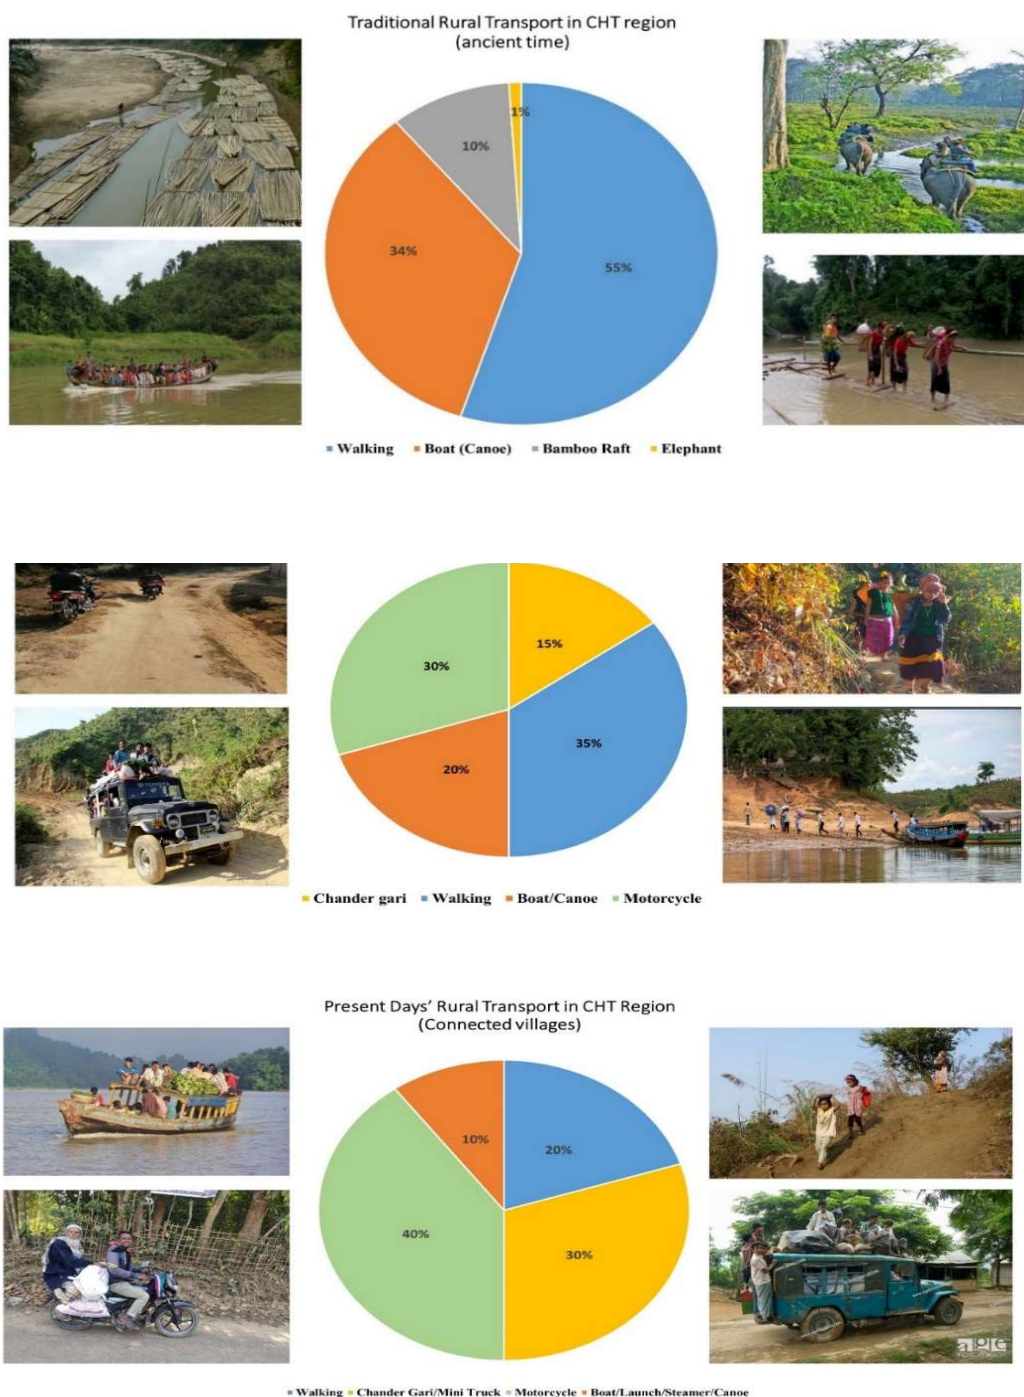 Traditional Rural Transport in CHT region
(ancient time)
1%
10%
34%
55%
Walking Boat (Canoe) Bamboo Raft Elephant
15%
30%
35%
20%
Chander gari Walking Boat/Canoe Motorcycle
Present Days' Rural Transport in CHT Region
(Connected villages)
10%
20%
40%
30%
Walking Chander Gari/Mini Truck Motorcycle Boat/Launch/Steamer/Canoe